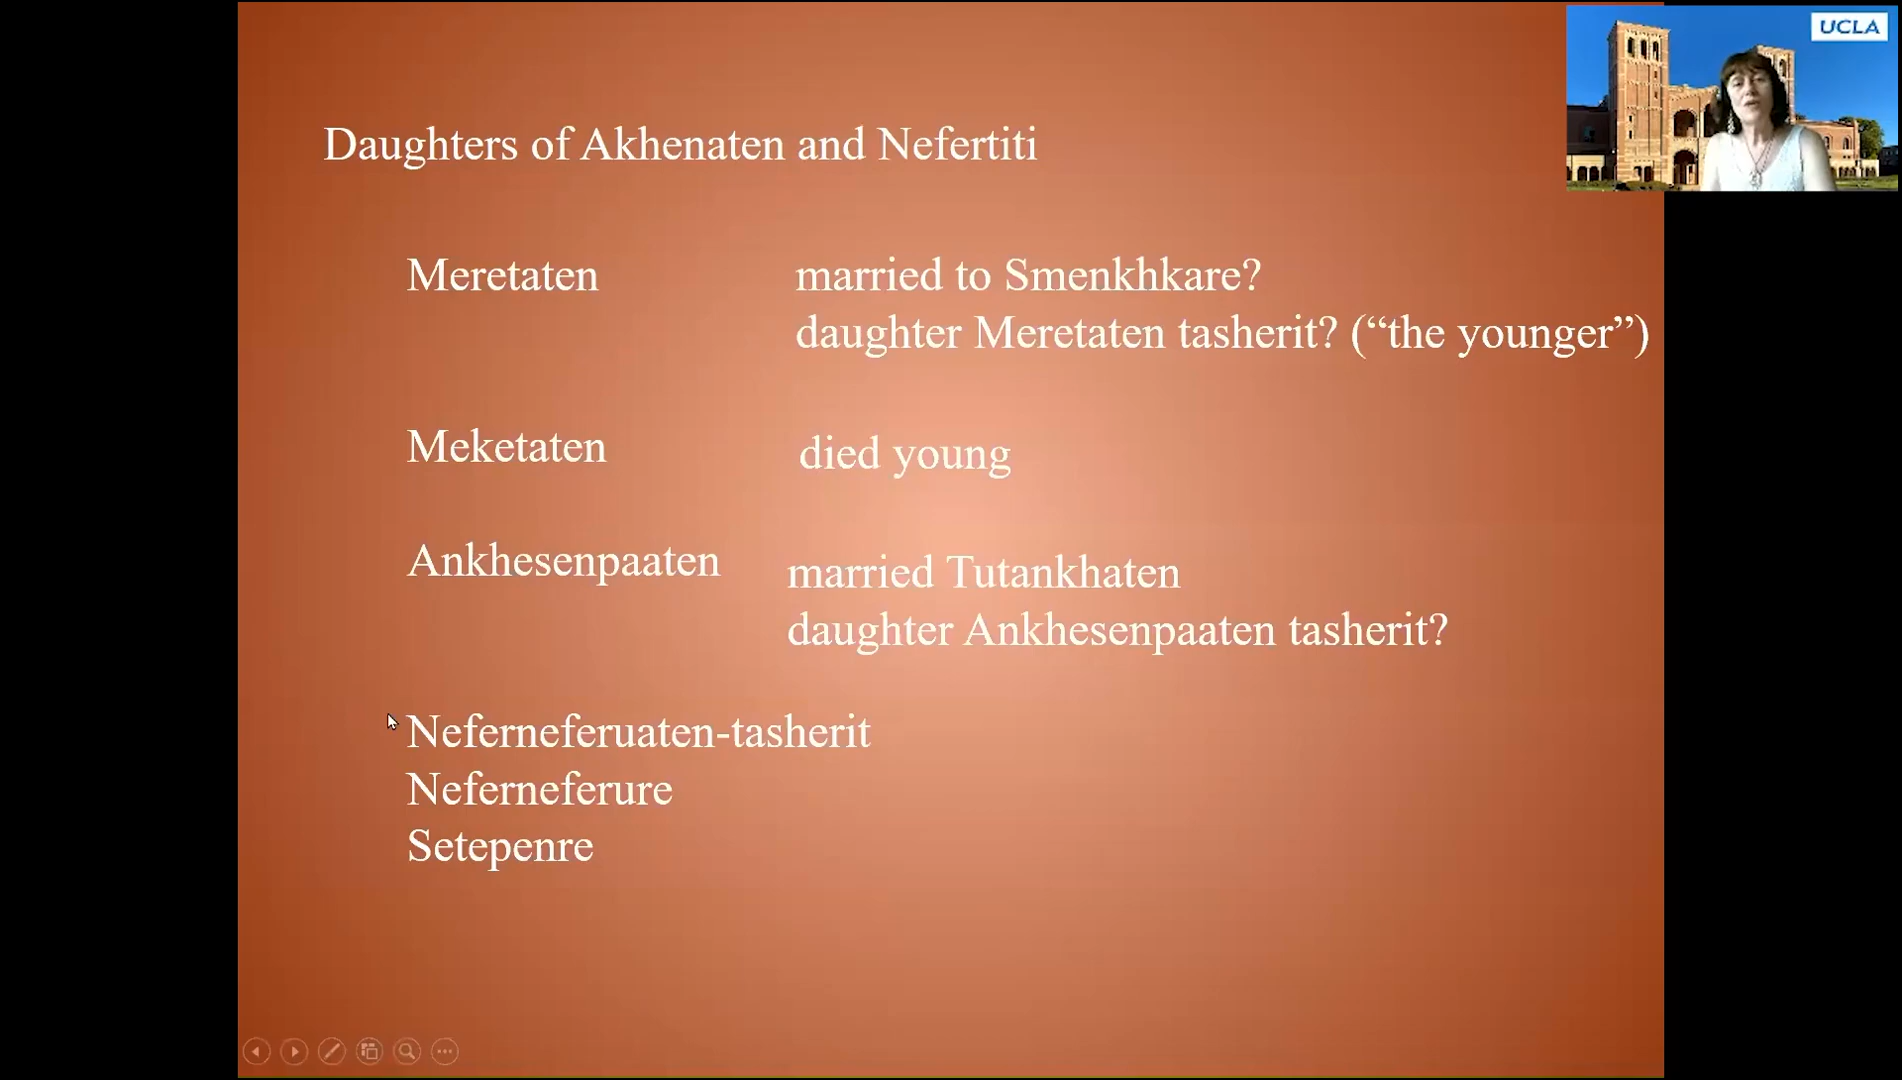 UCLA
Daughters of Akhenaten and Nefertiti
Meretaten married to Smenkhkare?
daughter Meretaten tasherit? (“the younger”)
Meketaten died young
Ankhesenpaaten married Tutankhaten
daughter Ankhesenpaaten tasherit?
Neferneferuaten-tasherit
Neferneferure
Setepenre